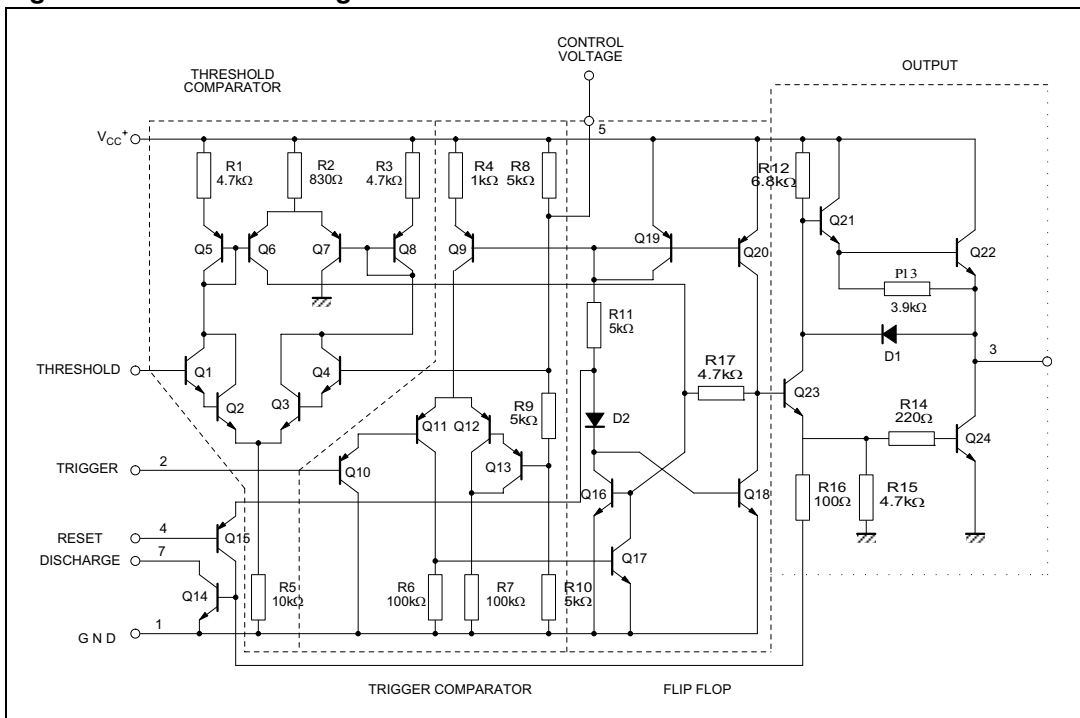 CONTROL
VOLTAGE
OUTPUT
THRESHOLD
COMPARATOR
5
VCC+
R1
4.7kΩ
R2
830Ω
R3
4.7kΩ
R4
1kΩ
R8
5kΩ
R12
6.8kΩ
Q5
Q6
Q7
Q8
Q9
Q19
Q20
Q21
Q22
P13
3.9kΩ
R11
5kΩ
D1
3
THRESHOLD
Q1
Q2
Q3
Q4
R17
4.7kΩ
Q23
R9
5kΩ
D2
R14
220Ω
Q24
Q11
Q12
Q13
TRIGGER
2
Q10
Q16
Q18
R16
100Ω
R15
4.7kΩ
RESET
4
Q15
DISCHARGE
7
Q17
Q14
R5
10kΩ
R6
100kΩ
R7
100kΩ
R10
5kΩ
GND
1
TRIGGER COMPARATOR
FLIP FLOP